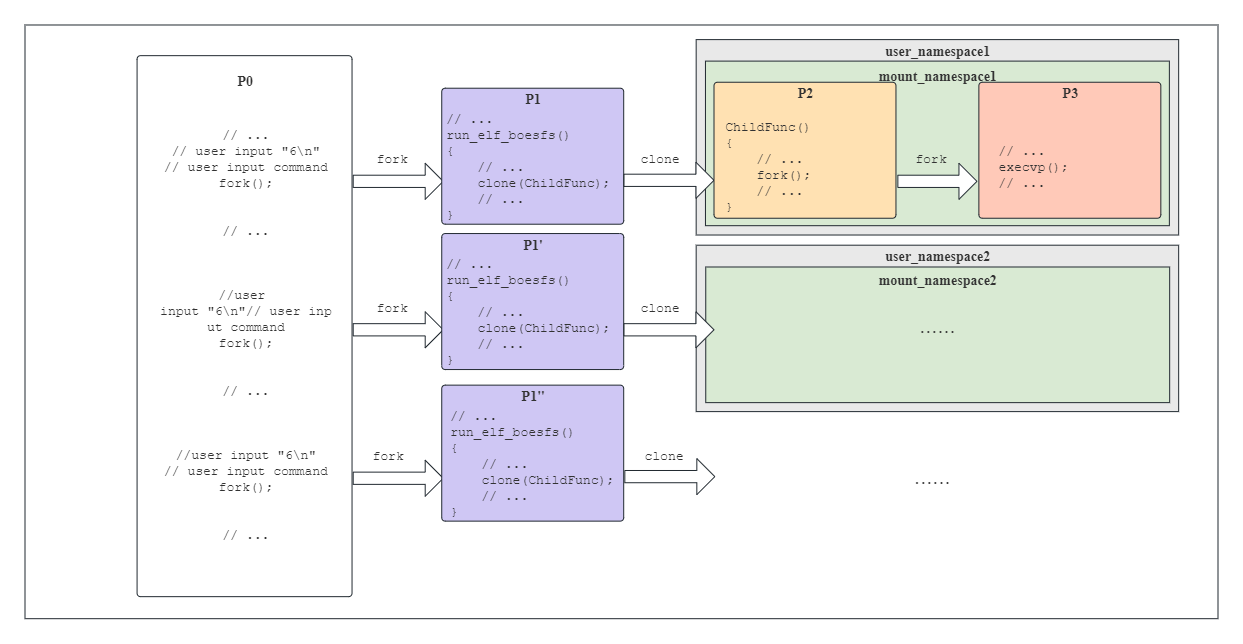 P0
// ...
// user input "6\n"
// user input command
fork();
// ...
//user
input "6\n"// user inp
ut command
fork();
// ...
//user input "6\n"
// user input command
fork();
// ...
fork
P1
// ...
run_elf_boesfs()
{
// ...
clone(ChildFunc);
// ...
}
clone
user_namespace1
mount_namespace1
P2
ChildFunc()
{
// ...
fork();
// ...
}
fork
P3
// ...
execvp();
// ...
fork
P1'
// ...
run_elf_boesfs()
{
// ...
clone(ChildFunc);
// ...
}
clone
user_namespace2
mount_namespace2
......
fork
P1"
// ...
run_elf_boesfs()
{
// ...
clone(ChildFunc);
// ...
}
clone
......